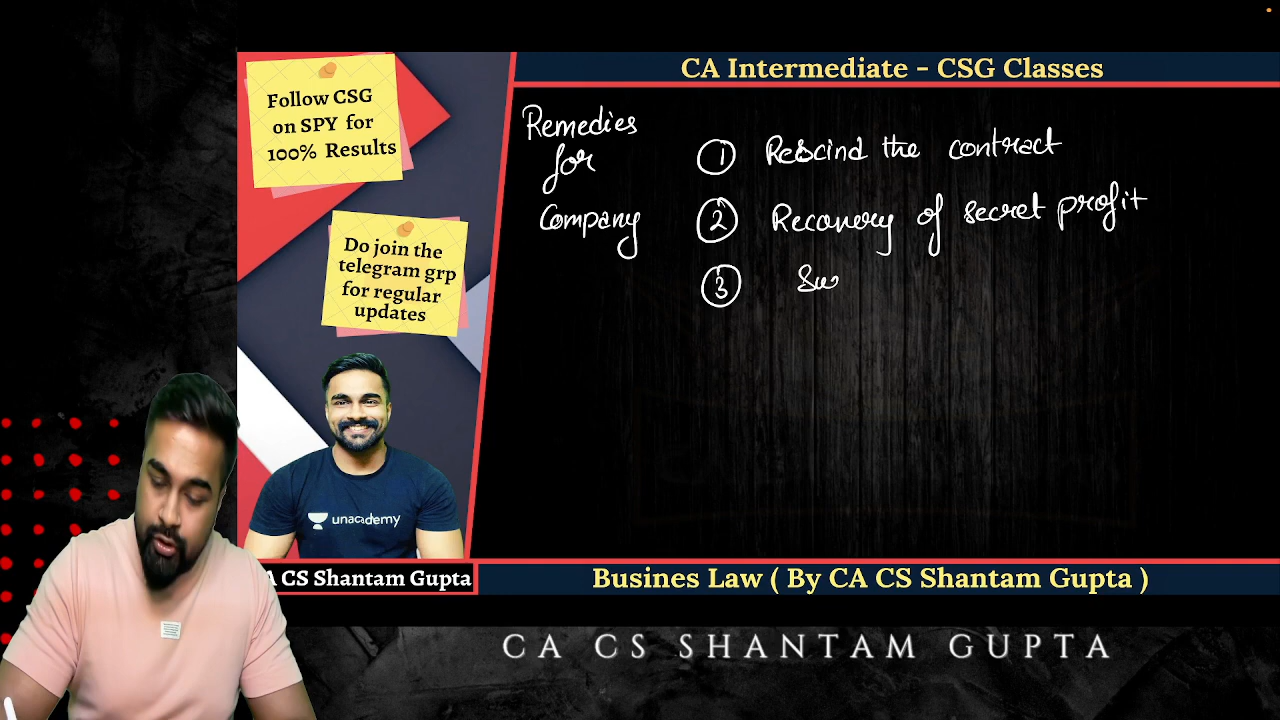 CA Intermediate - CSG Classes
Follow CSG
on SPY for
100% Results
Do join the
telegram grp
for regular
updates
unacademy
Remedies
for
Company
1 Rescind the contract
2 Recovery of secret profit
3 Su
CA CS Shantam Gupta
Busines Law ( By CA CS Shantam Gupta )
CA CS SHANTAM GUPTA